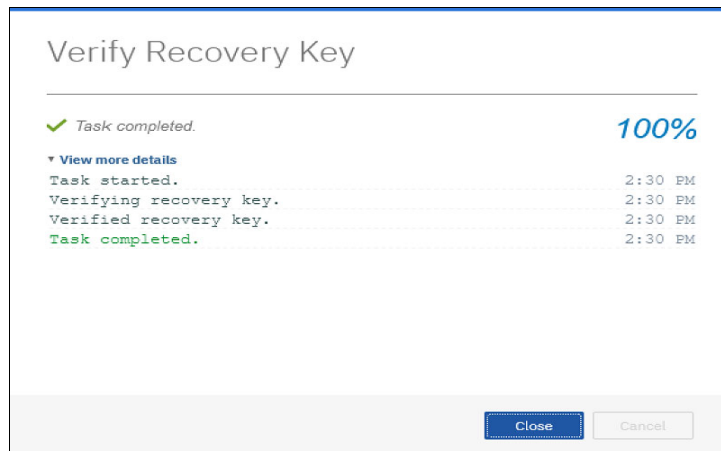 Verify Recovery Key
Task completed. 100%
View more details
Task started. 2:30 PM
Verifying recovery key. 2:30 PM
Verified recovery key. 2:30 PM
Task completed. 2:30 PM
Close Cancel